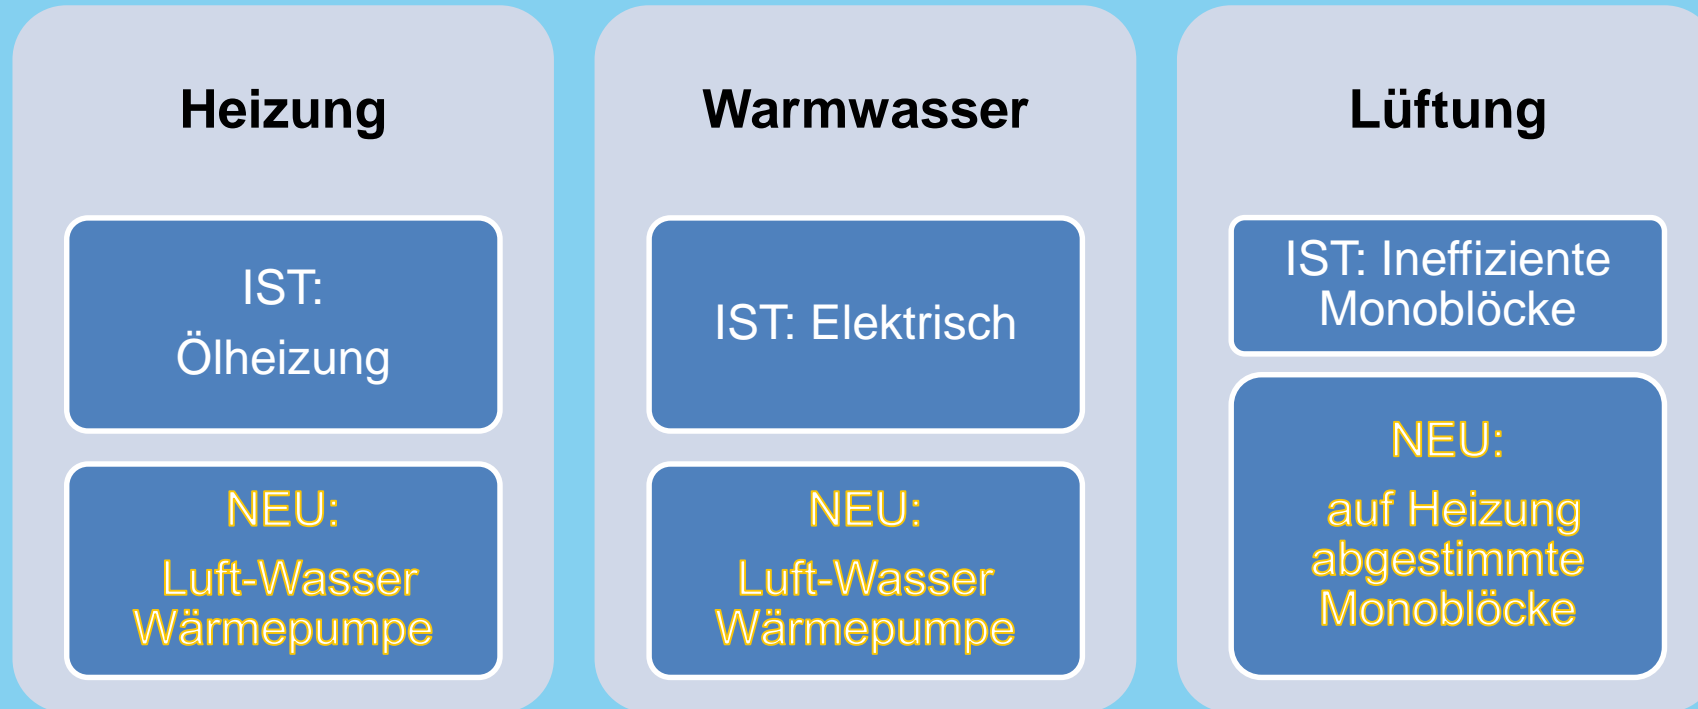 Heizung
IST:
Ölheizung
NEU:
Luft-Wasser
Wärmepumpe
Warmwasser
IST: Elektrisch
NEU:
Luft-Wasser
Wärmepumpe
Lüftung
IST: Ineffiziente
Monoblöcke
NEU:
auf Heizung
abgestimmte
Monoblöcke